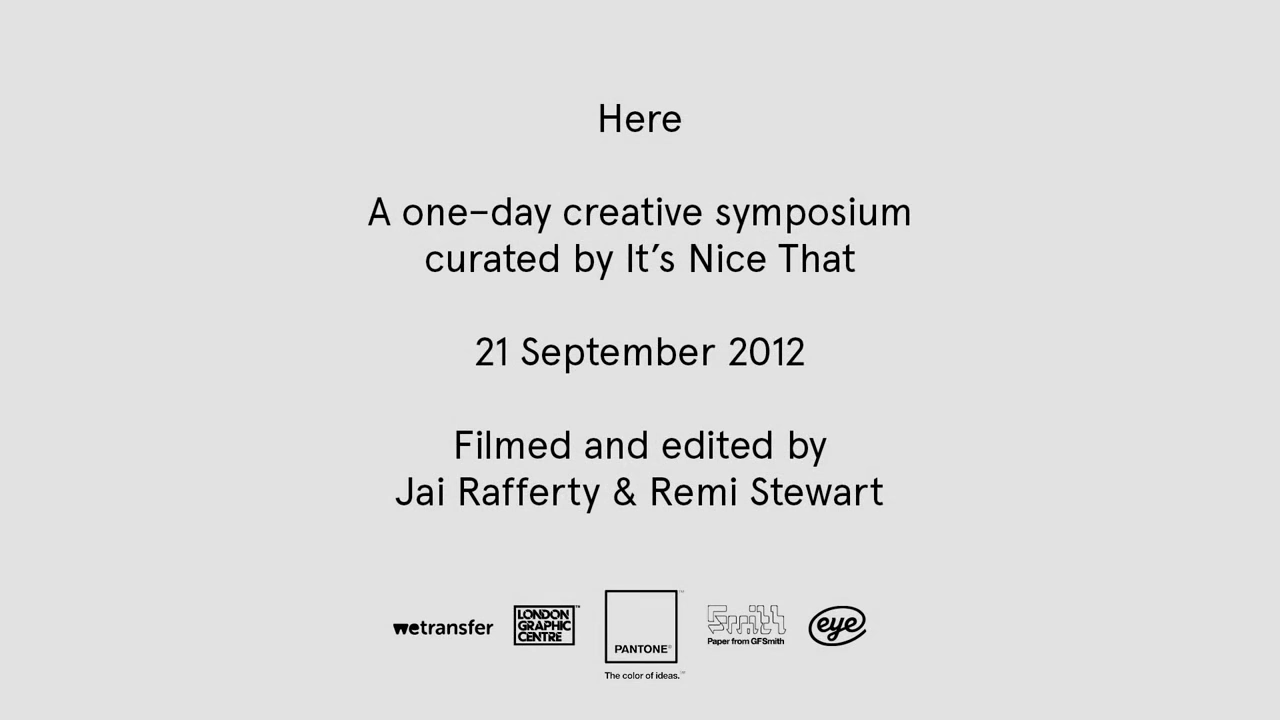 Here
A one–day creative symposium
curated by It's Nice That
21 September 2012
Filmed and edited by
Jai Rafferty & Remi Stewart
wetransfer
LONDON
GRAPHIC
CENTRE
PANTONE®
The color of ideas.™
Smith
Paper from GFSmith
eye